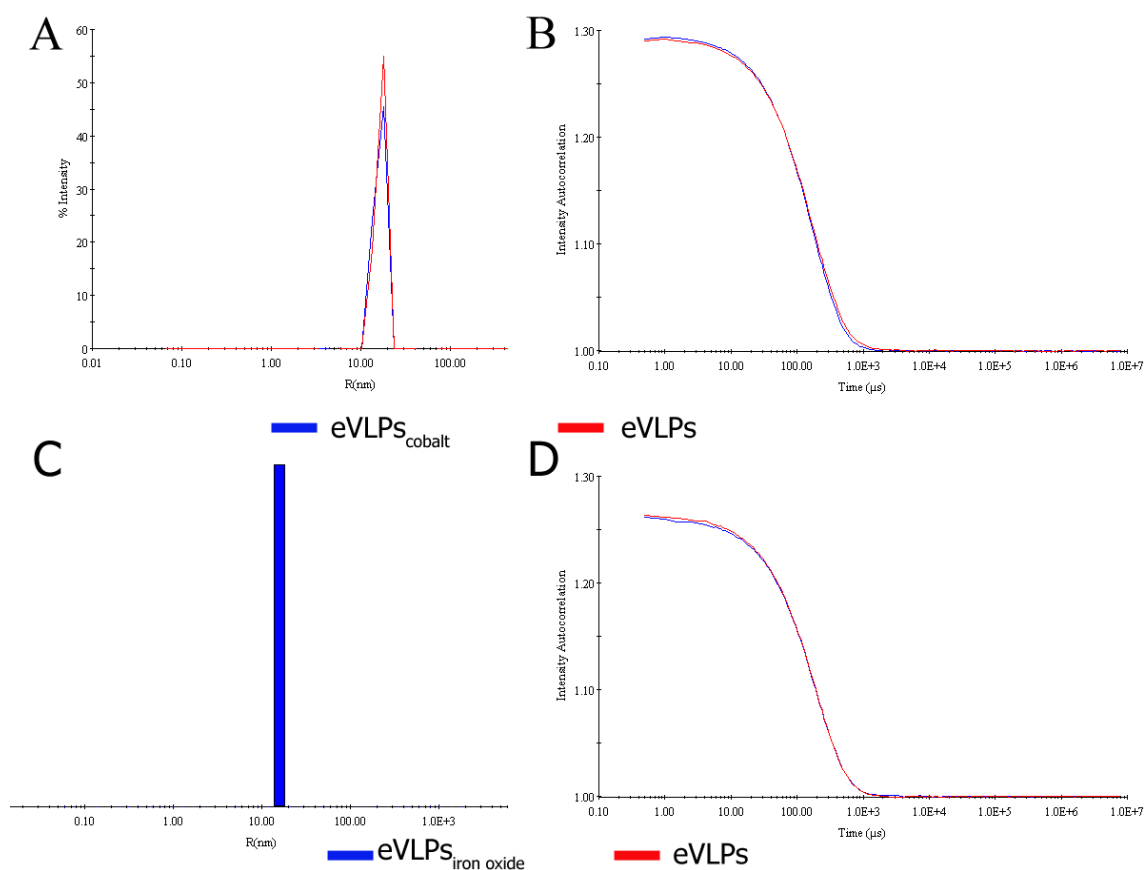 A
60
50
40
30
20
10
0
% Intensity
0.01 0.10 1.00 10.00 100.00
R(nm)
B
1.30
1.20
1.10
1.00
Intensity Autocorrelation
0.10 1.00 10.00 100.00 1.0E+3 1.0E+4 1.0E+5 1.0E+6 1.0E+7
Time (µs)
eVLPs cobalt
eVLPs
C
0.10 1.00 10.00 100.00 1.0E+3
R(nm)
D
1.30
1.20
1.10
1.00
Intensity Autocorrelation
0.10 1.00 10.00 100.00 1.0E+3 1.0E+4 1.0E+5 1.0E+6 1.0E+7
Time (µs)
eVLPs iron oxide
eVLPs